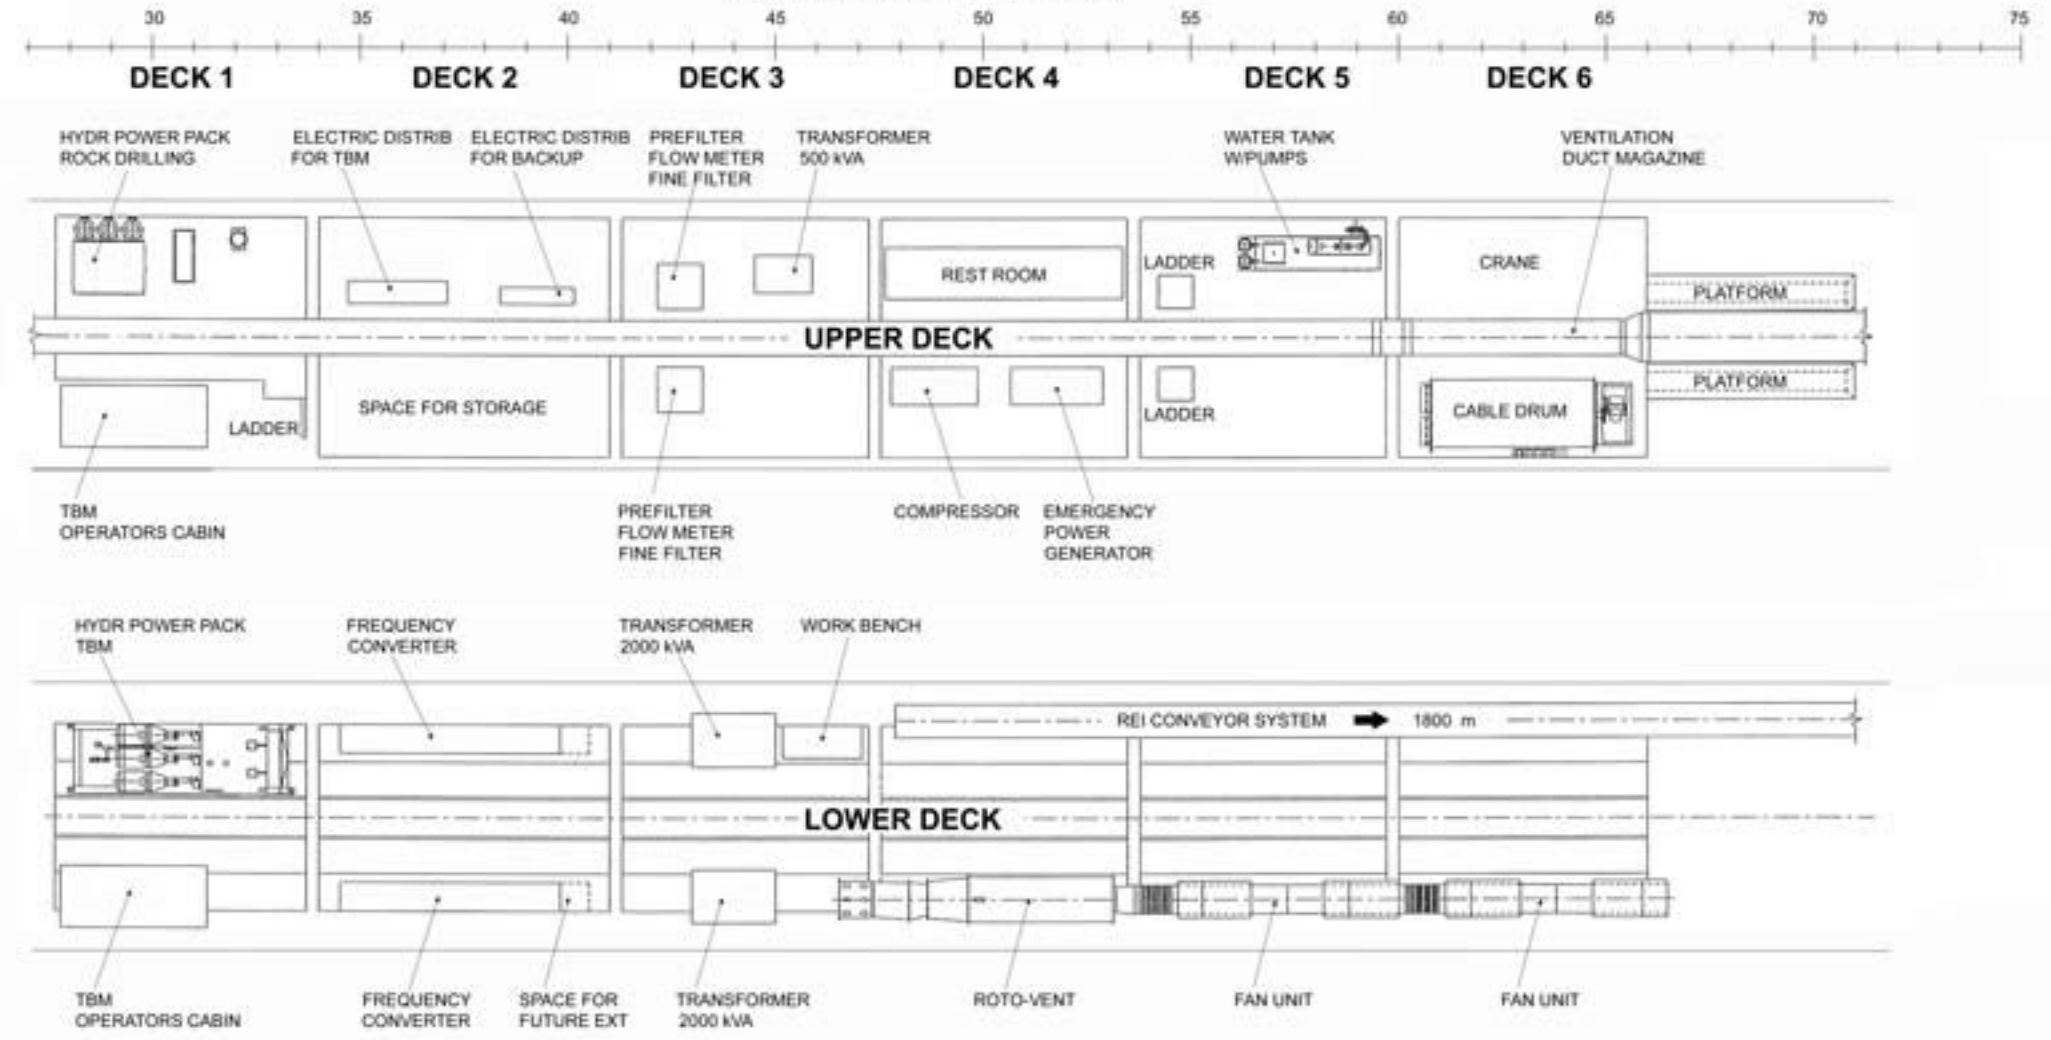 30 35 40 45 50 55 60 65 70 75
DECK 1 DECK 2 DECK 3 DECK 4 DECK 5 DECK 6
HYDR POWER PACK
ROCK DRILLING
ELECTRIC DISTRIB
FOR TBM
ELECTRIC DISTRIB
FOR BACKUP
PREFILTER
FLOW METER
FINE FILTER
TRANSFORMER
500 kVA
WATER TANK
W/PUMPS
VENTILATION
DUCT MAGAZINE
REST ROOM
LADDER
CRANE
PLATFORM
UPPER DECK
SPACE FOR STORAGE
LADDER
LADDER
CABLE DRUM
PLATFORM
TBM
OPERATORS CABIN
PREFILTER
FLOW METER
FINE FILTER
COMPRESSOR
EMERGENCY
POWER
GENERATOR
HYDR POWER PACK
TBM
FREQUENCY
CONVERTER
TRANSFORMER
2000 kVA
WORK BENCH
REI CONVEYOR SYSTEM 1800 m
LOWER DECK
TBM
OPERATORS CABIN
FREQUENCY
CONVERTER
SPACE FOR
FUTURE EXT
TRANSFORMER
2000 kVA
ROTO-VENT
FAN UNIT
FAN UNIT